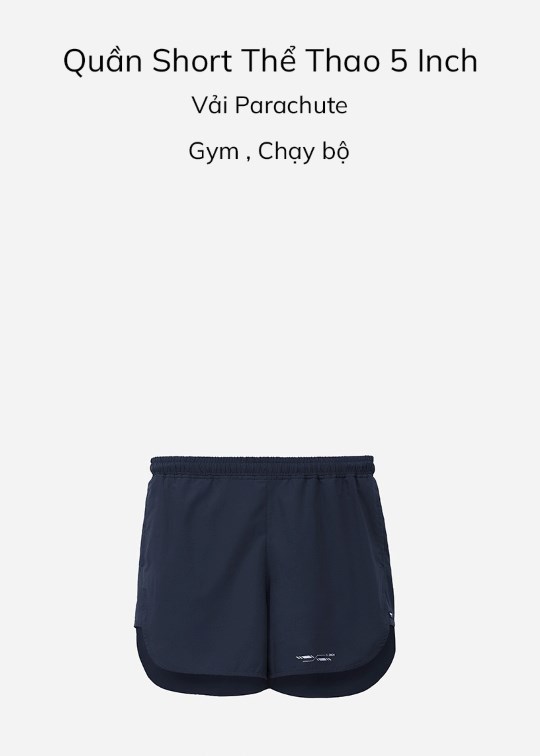 Quần Short Thể Thao 5 Inch
Vải Parachute
Gym , Chạy bộ